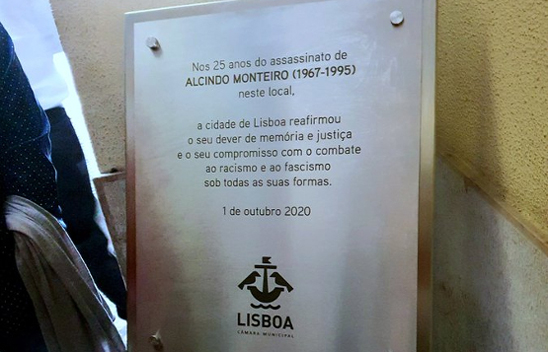 Nos 25 anos do assassinato de
ALCINDO MONTEIRO (1967-1995)
neste local,
a cidade de Lisboa reafirmou
o seu dever de memória e justiça
e o seu compromisso com o combate
ao racismo e ao fascismo
sob todas as suas formas.
1 de outubro 2020
LISBOA
CÂMARA MUNICIPAL